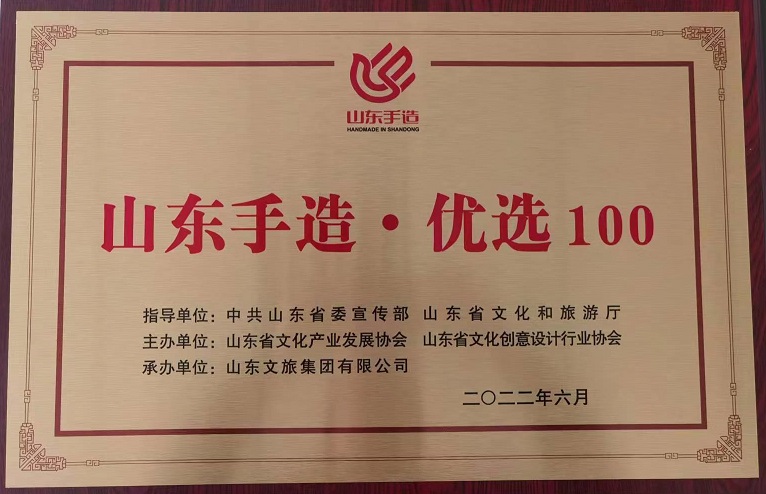 山东手造
HANDMADE IN SHANDONG
山东手造·优选100
指导单位：中共山东省委宣传部 山东省文化和旅游厅
主办单位：山东省文化产业发展协会 山东省文化创意设计行业协会
承办单位：山东文旅集团有限公司
二〇二二年六月